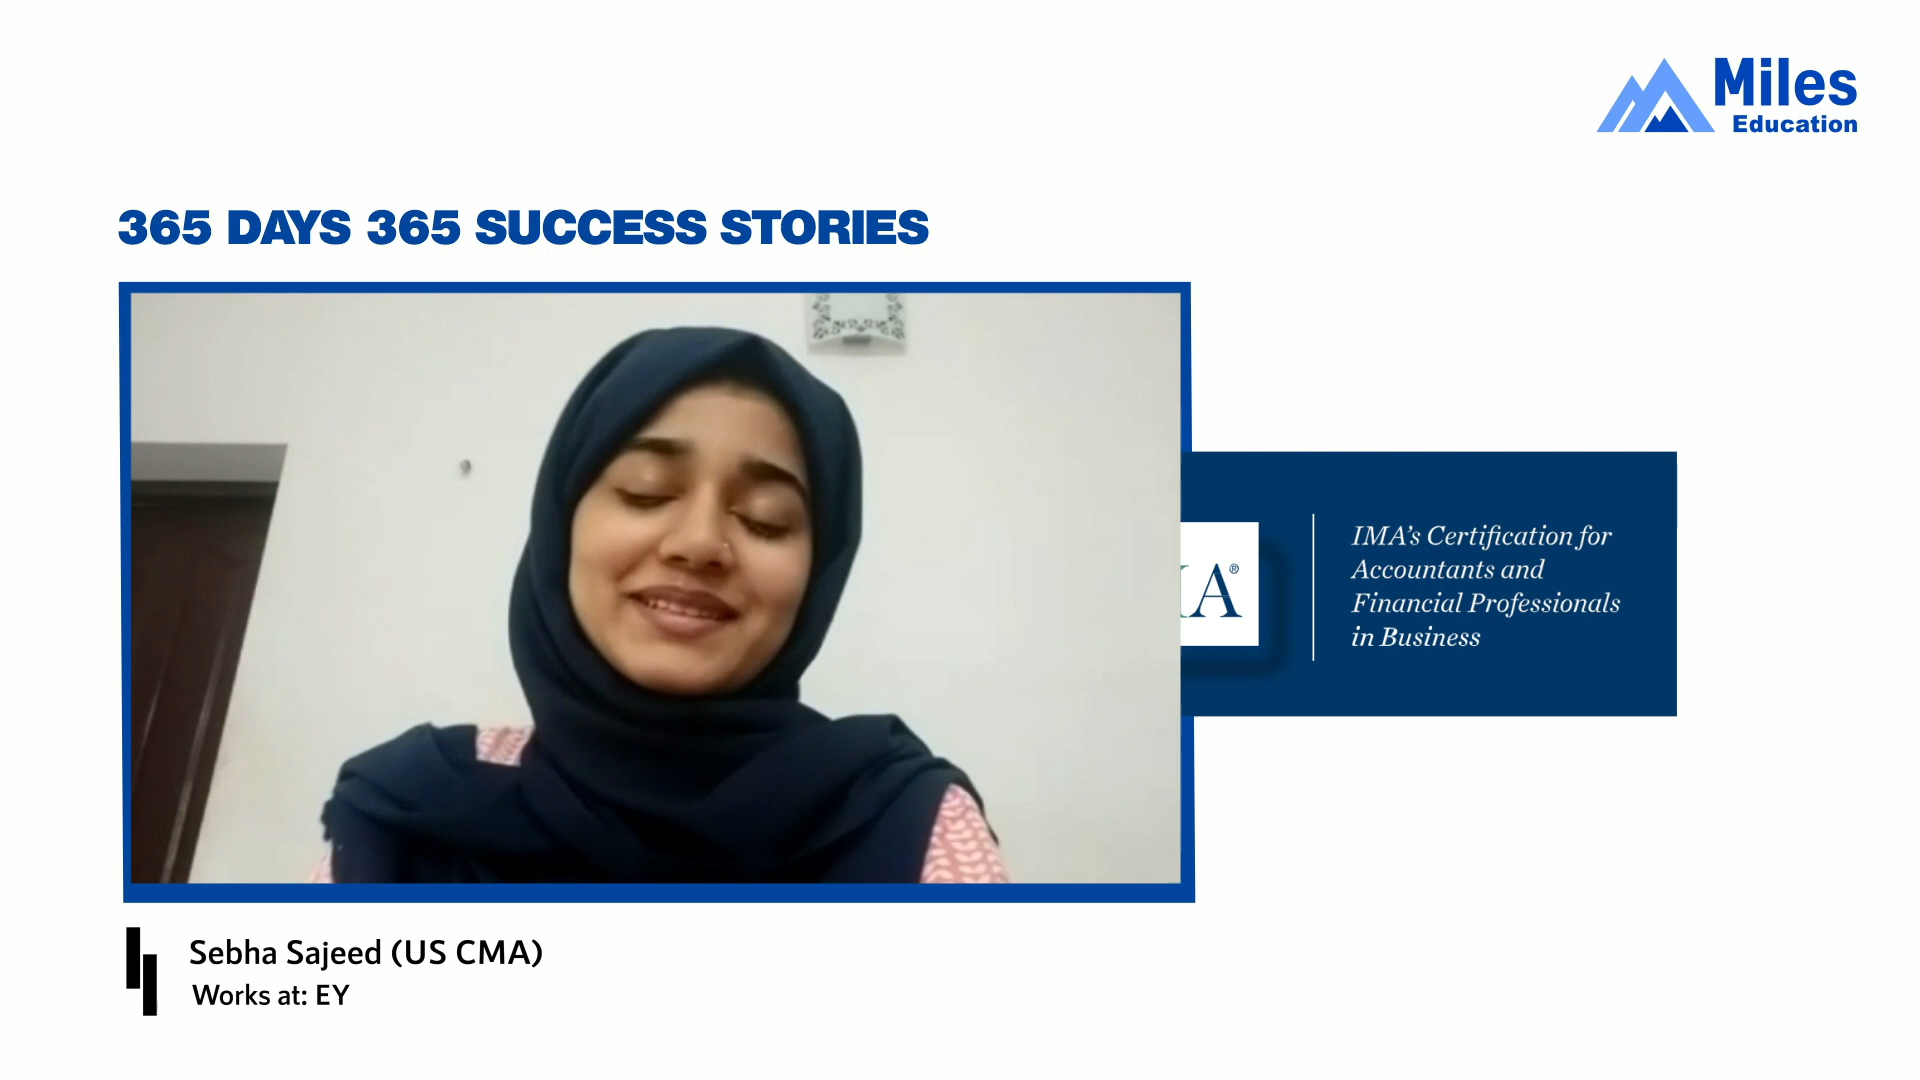 Miles
Education
365 DAYS 365 SUCCESS STORIES
A®
IMA's Certification for
Accountants and
Financial Professionals
in Business
Sebha Sajeed (US CMA)
Works at: EY